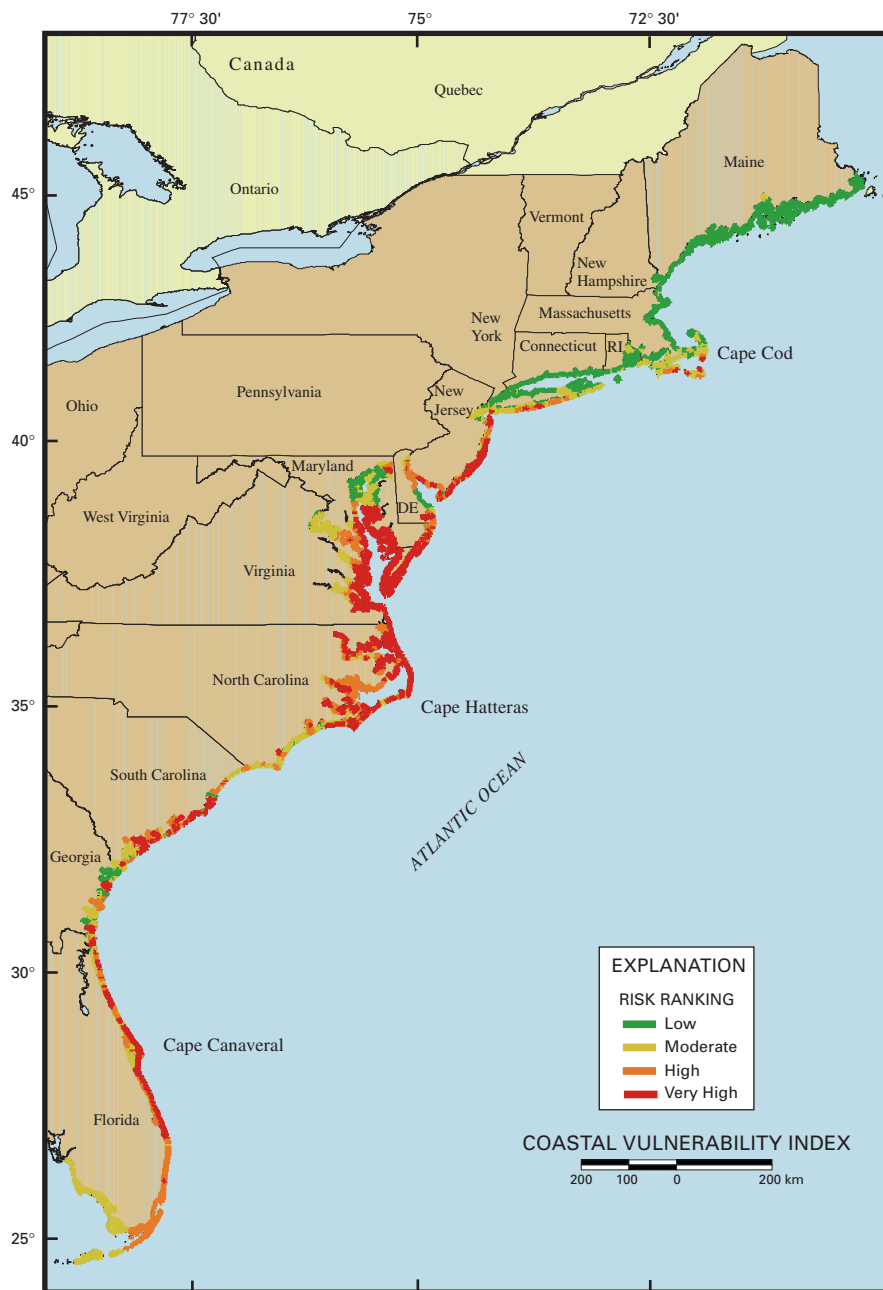 77° 30'
75°
72° 30'
Canada
Quebec
Maine
45°
Ontario
Vermont
New
Hampshire
Massachusetts
New
York
Connecticut
RI
Cape Cod
Pennsylvania
New
Jersey
Ohio
40°
Maryland
DE
West Virginia
Virginia
North Carolina
Cape Hatteras
35°
South Carolina
ATLANTIC OCEAN
Georgia
30°
Cape Canaveral
Florida
25°
EXPLANATION
RISK RANKING
Low
Moderate
High
Very High
COASTAL VULNERABILITY INDEX
200 100 0 200 km